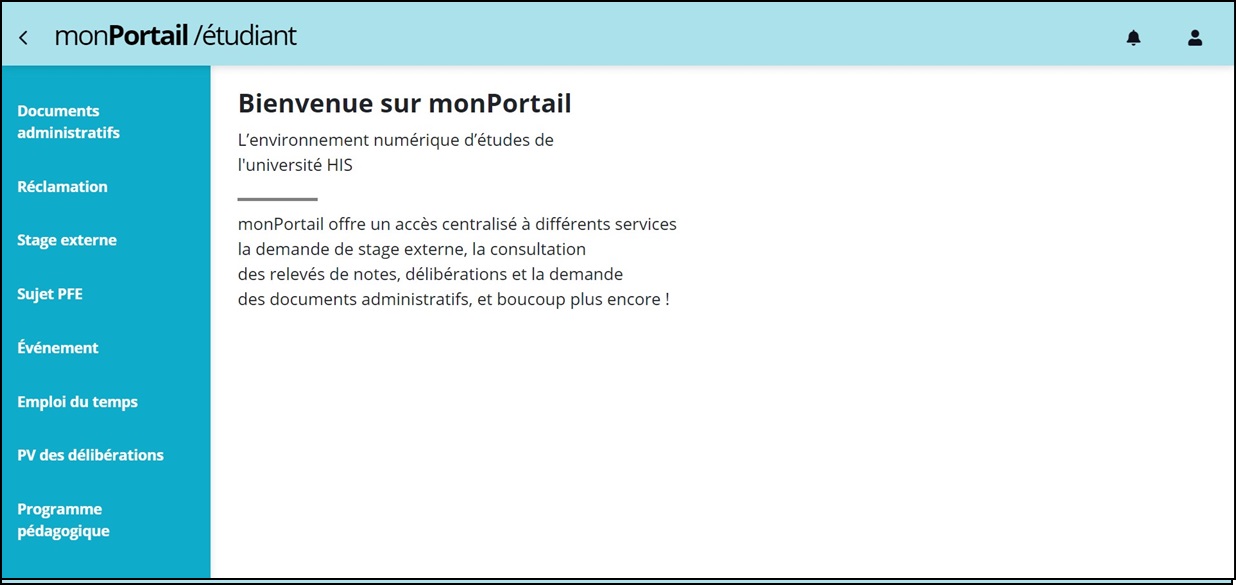 monPortail /étudiant
Documents
administratifs
Réclamation
Stage externe
Sujet PFE
Événement
Emploi du temps
PV des délibérations
Programme
pédagogique
Bienvenue sur monPortail
L’environnement numérique d’études de
l'université HIS
monPortail offre un accès centralisé à différents services
la demande de stage externe, la consultation
des relevés de notes, délibérations et la demande
des documents administratifs, et boucoup plus encore !